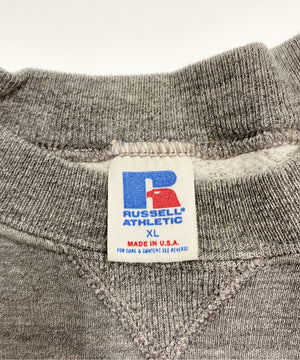 R
RUSSELL®
ATHLETIC
XL
MADE IN U.S.A.
FOR CARE & CONTENT SEE REVERSE